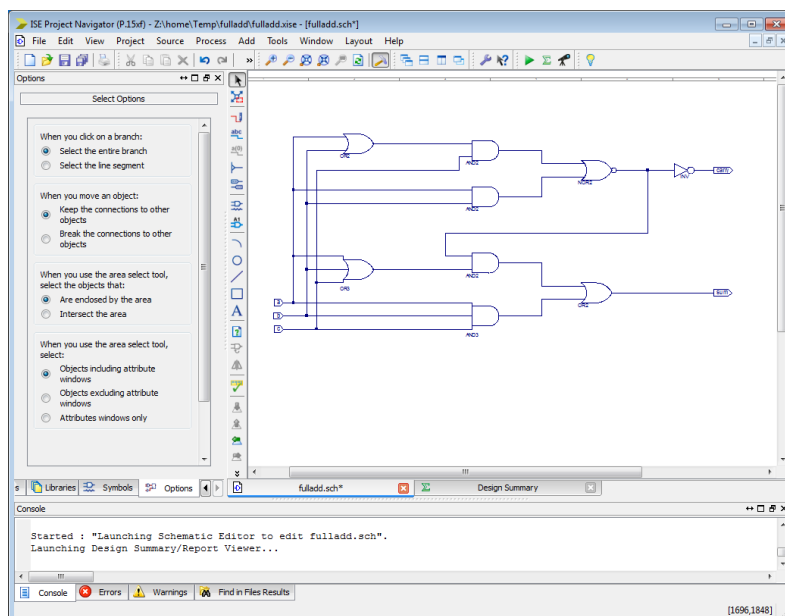 ISE Project Navigator (P.15xf) - Z:\home\Temp\fulladd\fulladd.xise - [fulladd.sch*]
File Edit View Project Source Process Add Tools Window Layout Help
Options
Select Options
When you click on a branch:
Select the entire branch
Select the line segment
When you move an object:
Keep the connections to other
objects
Break the connections to other
objects
When you use the area select tool,
select the objects that:
Are enclosed by the area
Intersect the area
When you use the area select tool,
select:
Objects including attribute
windows
Objects excluding attribute
windows
Attributes windows only
abc
A1
A
OR2
AND2
NOR2
INV
carry
AND2
OR3
AND2
OR2
sum
a
b
c
AND3
s Libraries Symbols Options
fulladd.sch*
Design Summary
Console
Started : "Launching Schematic Editor to edit fulladd.sch".
Launching Design Summary/Report Viewer...
Console Errors Warnings Find in Files Results
[1696,1848]